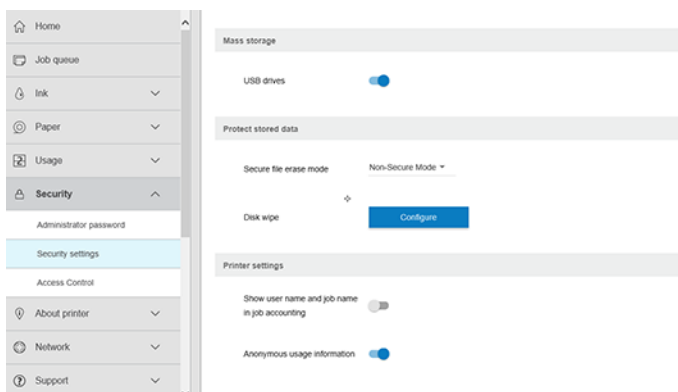 Home
Job queue
Ink
Paper
Usage
Security
Administrator password
Security settings
Access Control
About printer
Network
Support
Mass storage
USB drives
Protect stored data
Secure file erase mode
Non-Secure Mode
Disk wipe
Configure
Printer settings
Show user name and job name
in job accounting
Anonymous usage information